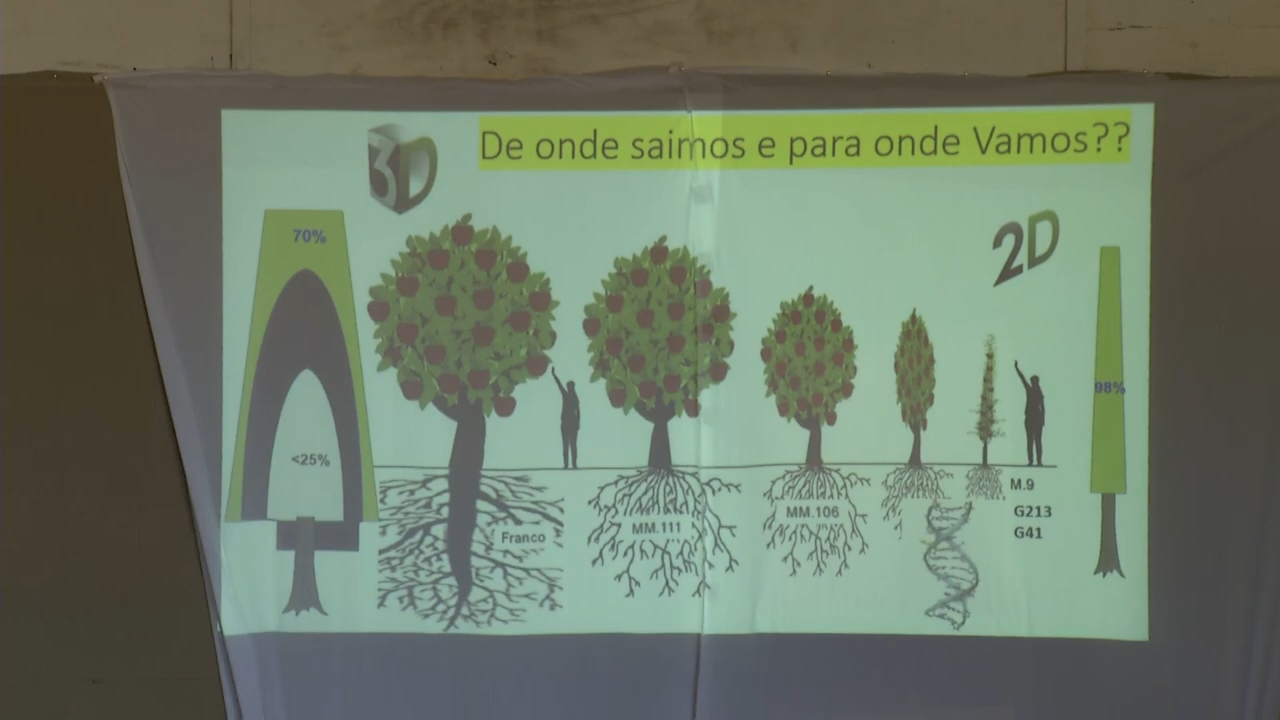 De onde saimos e para onde Vamos??
3D
2D
70%
<25%
98%
Franco
MM.111
MM.106
M.9
G213
G41